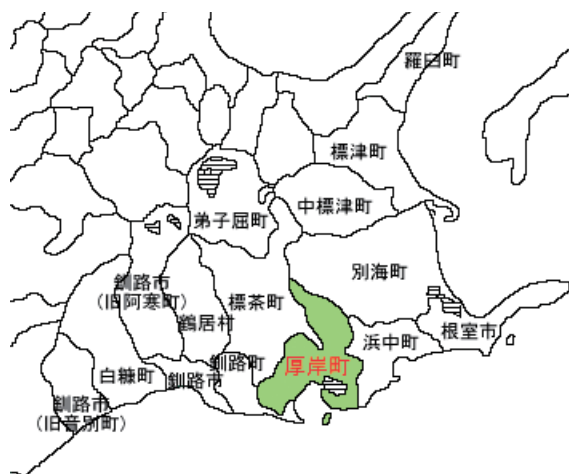 羅臼町
標津町
中標津町
弟子屈町
別海町
釧路市
(旧阿寒町)
標茶町
鶴居村
根室市
浜中町
厚岸町
釧路町
白糠町
釧路市
釧路市
(旧音別町)